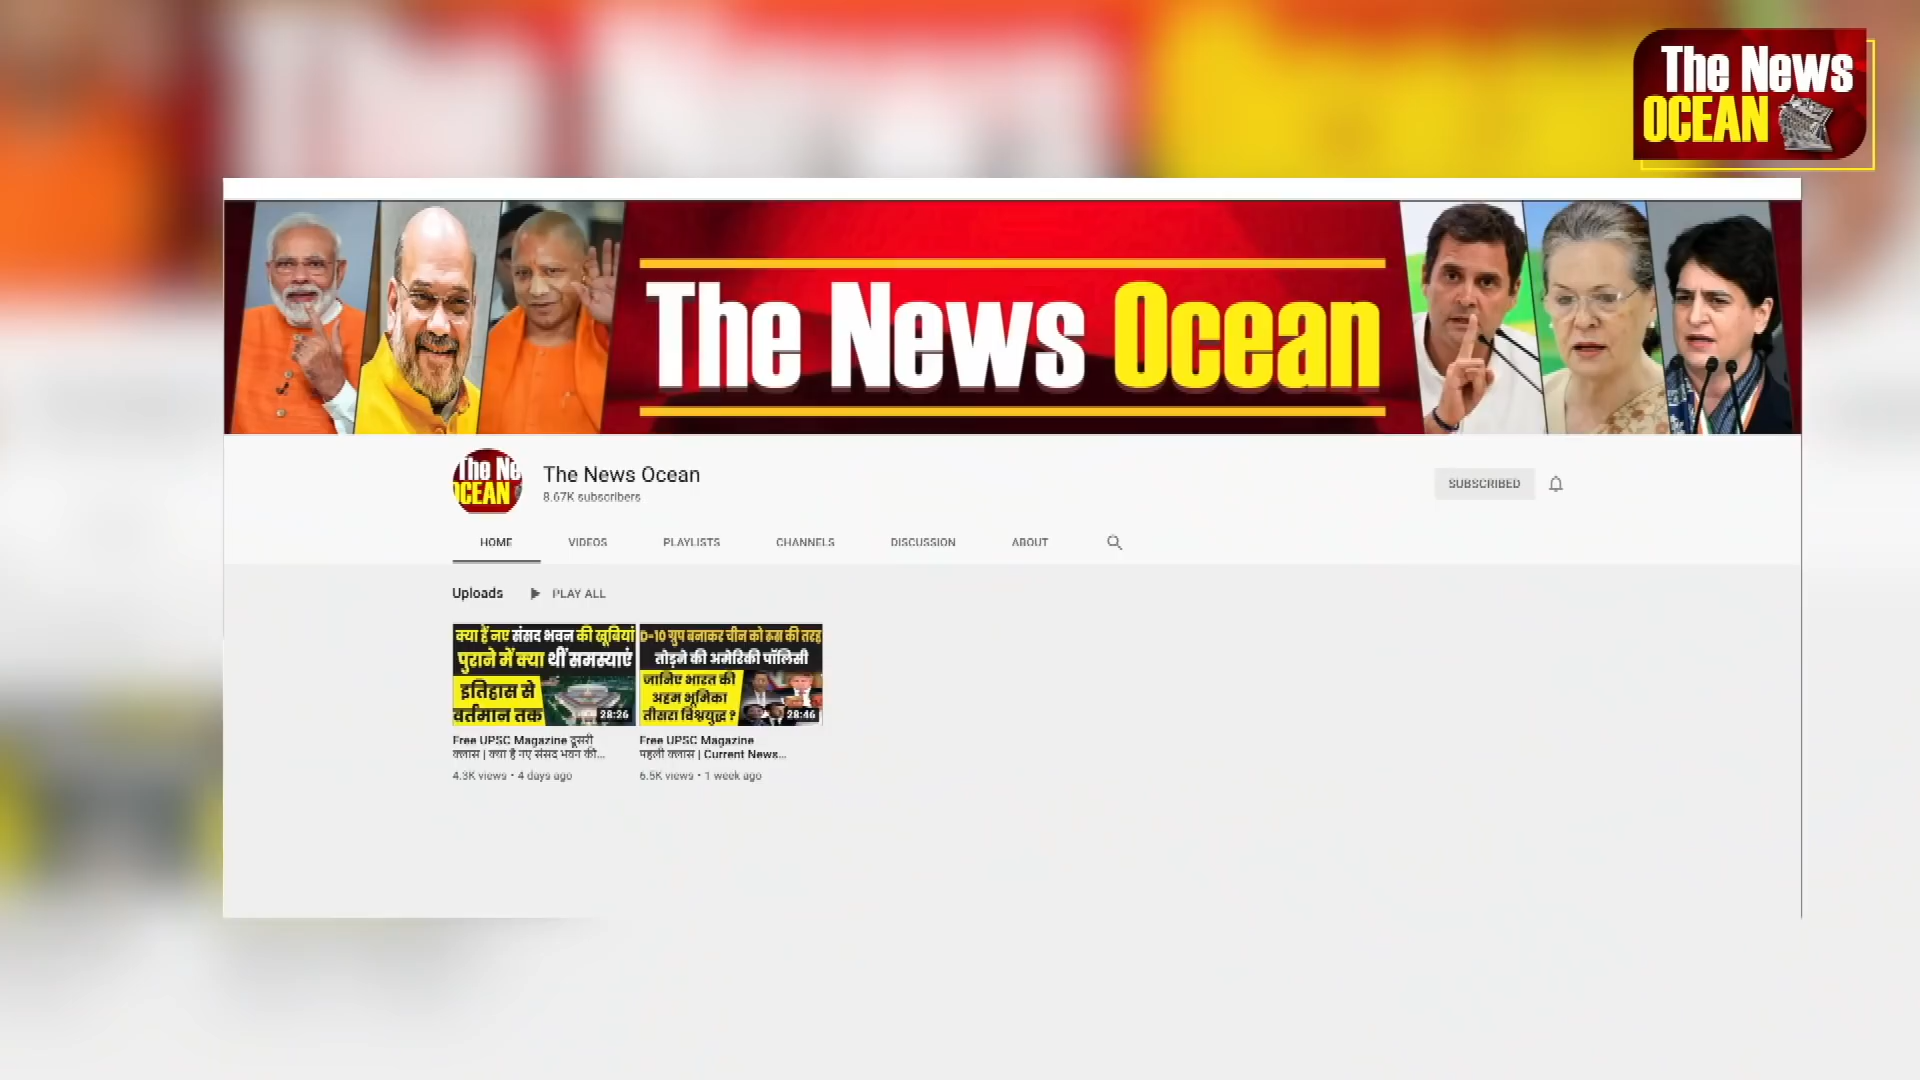 The News
OCEAN
The News Ocean
The Ne
OCEAN
The News Ocean
8.67K subscribers
SUBSCRIBED
HOME VIDEOS PLAYLISTS CHANNELS DISCUSSION ABOUT
Uploads PLAY ALL
क्या हैं नए संसद भवन की खूबियां
पुराने में क्या थीं समस्याएं
इतिहास से
वर्तमान तक
28:26
D-10 ग्रुप बनाकर चीन को रूस की तरह
तोड़ने की अमेरिकी पॉलिसी
जानिए भारत की
अहम भूमिका
तीसरा विश्वयुद्ध ?
28:46
Free UPSC Magazine दूसरी
क्लास | क्या है नए संसद भवन की...
4.3K views • 4 days ago
Free UPSC Magazine
पहली क्लास | Current News...
6.5K views • 1 week ago